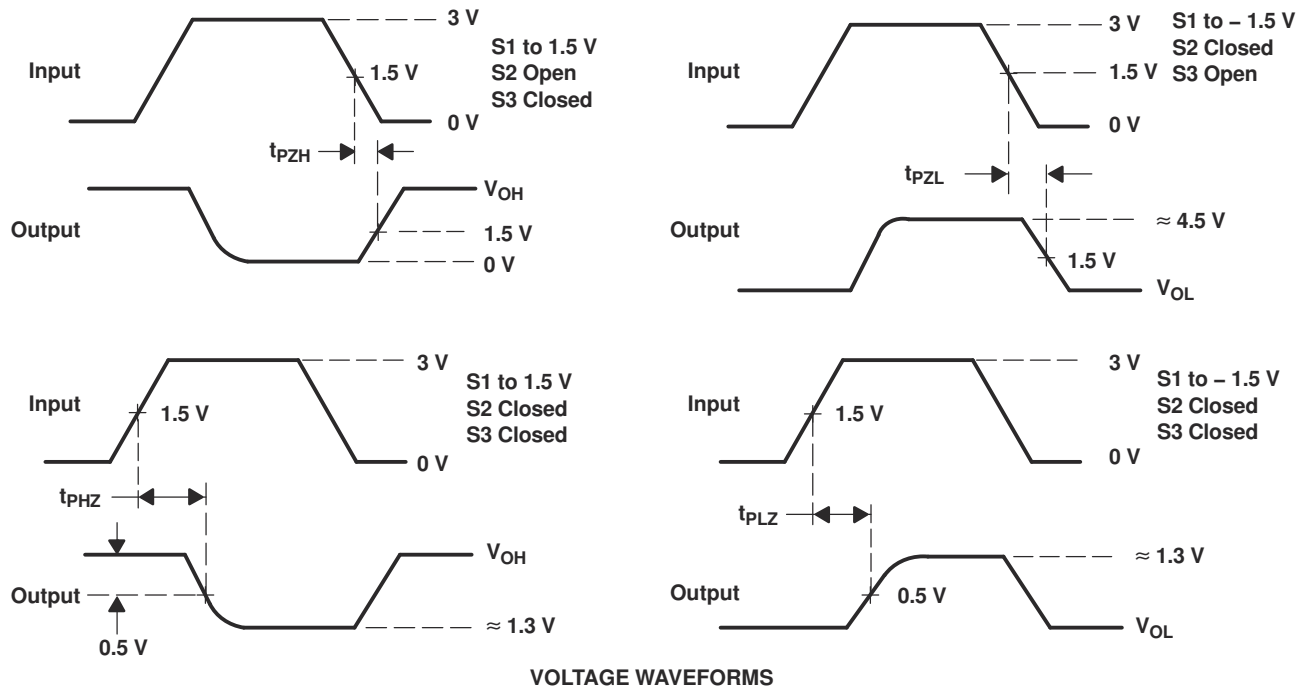 3 V
S1 to 1.5 V
S2 Open
S3 Closed
Input
1.5 V
0 V
tPZH
VOH
Output
1.5 V
0 V
3 V
S1 to – 1.5 V
S2 Closed
S3 Open
Input
1.5 V
0 V
tPZL
≈ 4.5 V
Output
1.5 V
VOL
3 V
S1 to 1.5 V
S2 Closed
S3 Closed
Input
1.5 V
0 V
tPHZ
VOH
Output
0.5 V
≈ 1.3 V
3 V
S1 to – 1.5 V
S2 Closed
S3 Closed
Input
1.5 V
0 V
tPLZ
≈ 1.3 V
Output
0.5 V
VOL
VOLTAGE WAVEFORMS